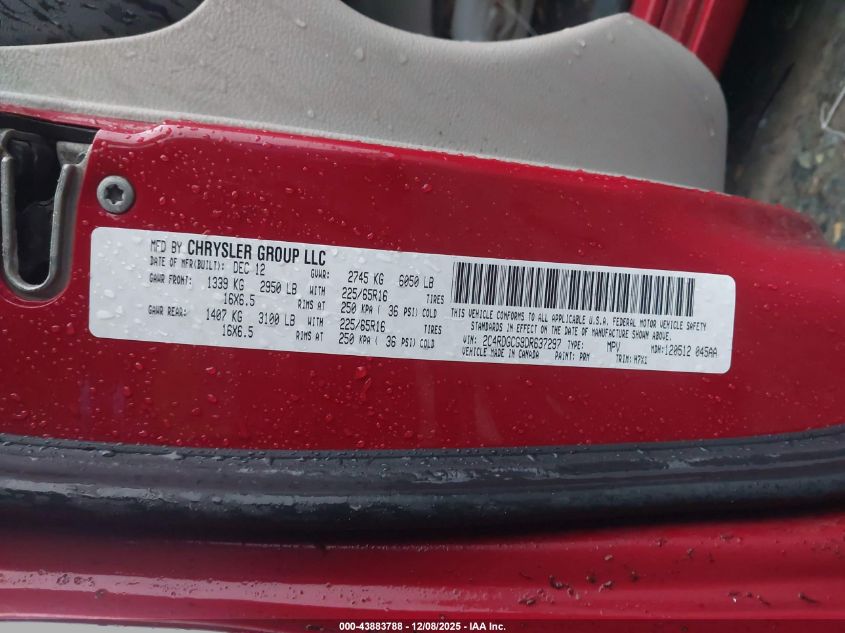 MFD BY CHRYSLER GROUP LLC
DATE OF MFR(BUILT): DEC 12 GVWR: 2745 KG 6050 LB
GAWR FRONT: 1339 KG 2950 LB WITH 225/65R16 TIRES
16X6.5 RIMS AT 250 KPA ( 36 PSI) COLD
GAWR REAR: 1407 KG 3100 LB WITH 225/65R16 TIRES
16X6.5 RIMS AT 250 KPA ( 36 PSI) COLD
THIS VEHICLE CONFORMS TO ALL APPLICABLE U.S.A. FEDERAL MOTOR VEHICLE SAFETY
STANDARDS IN EFFECT ON THE DATE OF MANUFACTURE SHOWN ABOVE.
VIN: 2C4RDGCG9DR637297 TYPE: MPV MDH:120512 045AA
VEHICLE MADE IN CANADA PAINT: PRM TRIM: H7X1
000-43883788 - 12/08/2025 - IAA Inc.